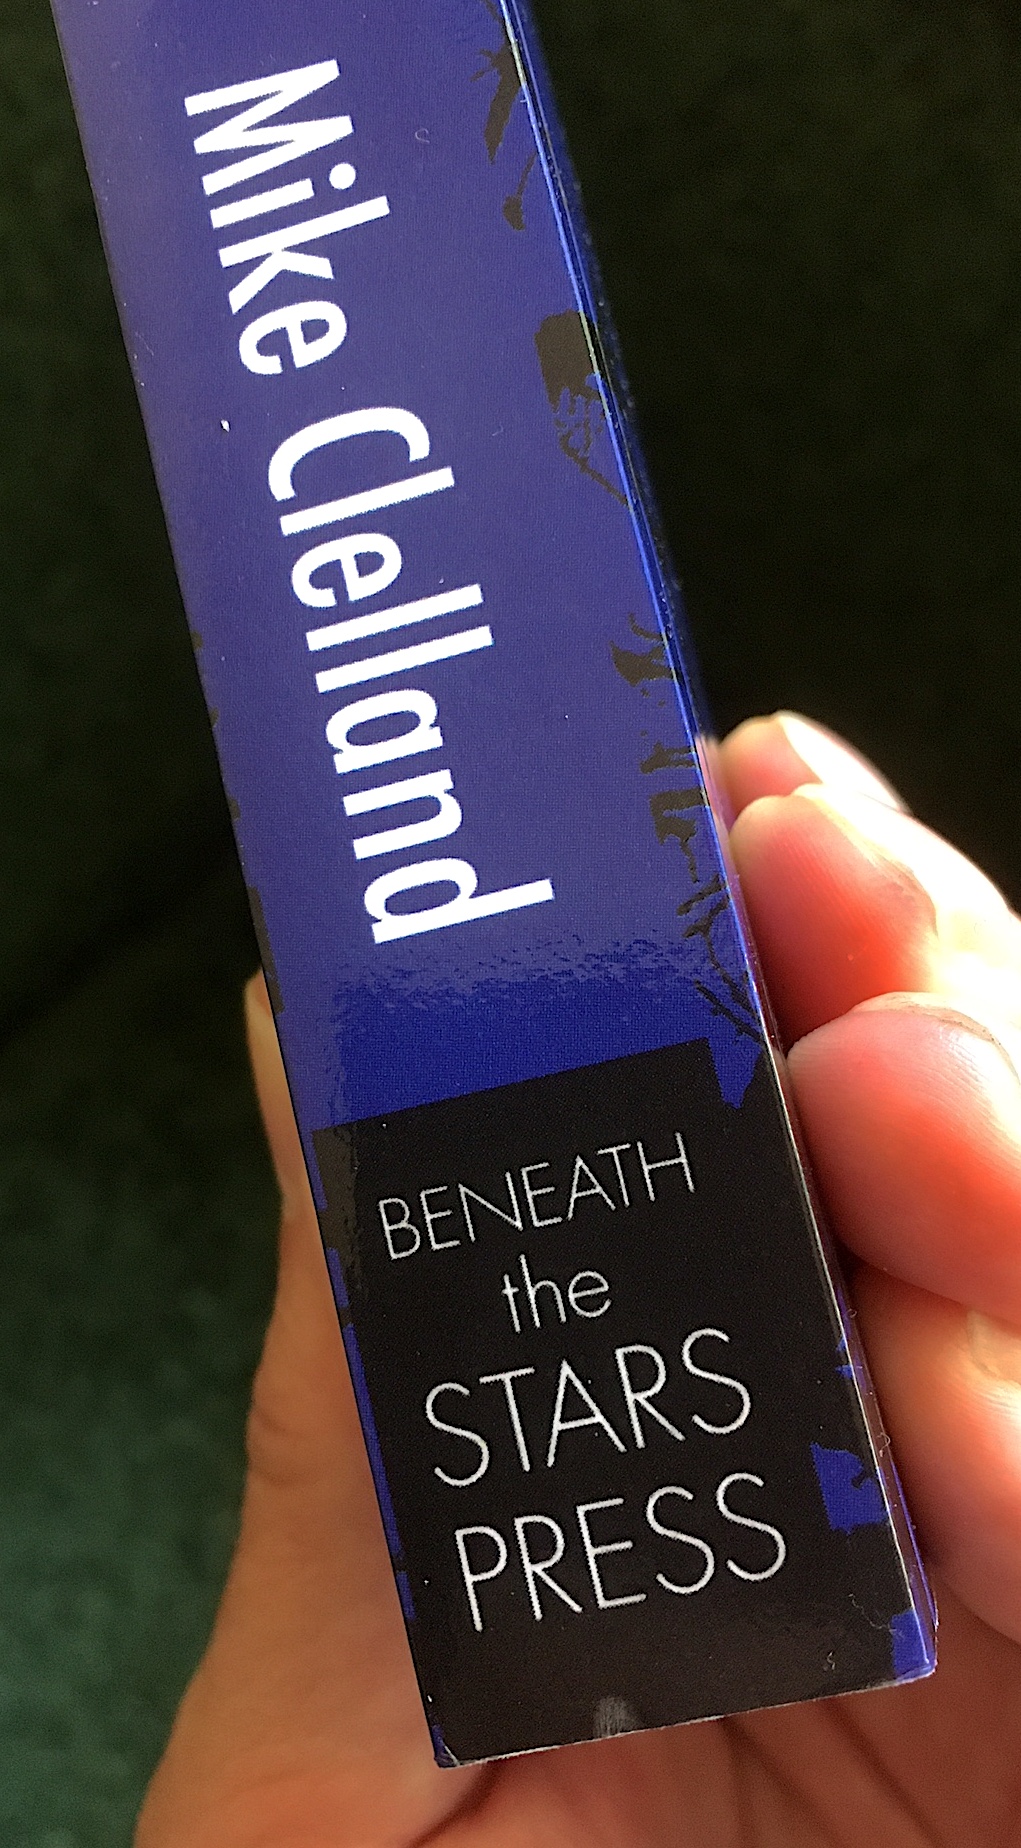 Mike Clelland
BENEATH
the
STARS
PRESS